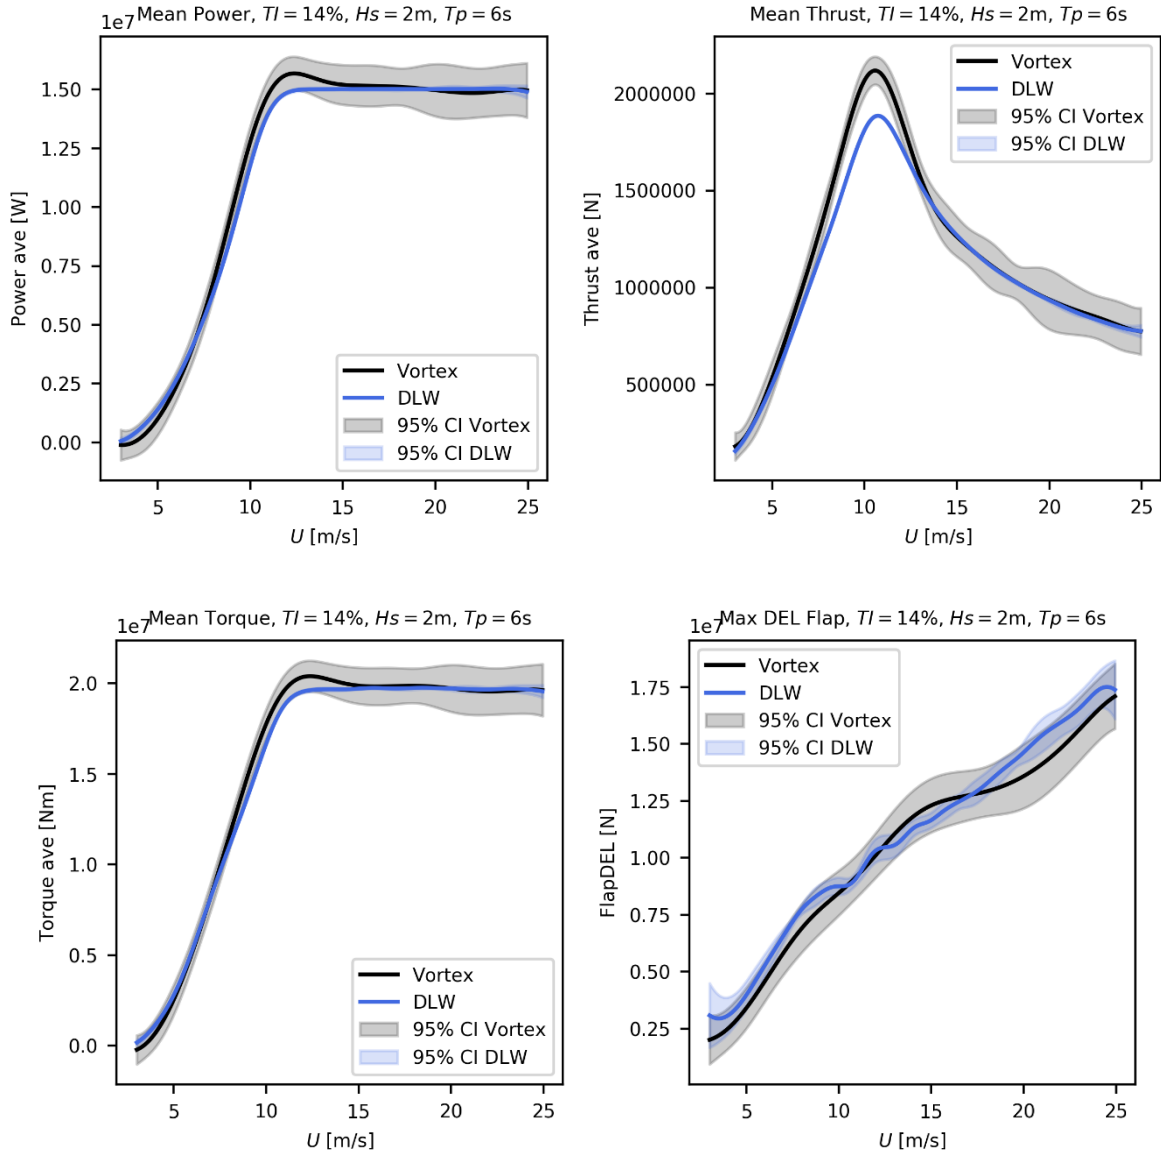 1e7 Mean Power, TI = 14%, Hs = 2m, Tp = 6s
1.50
1.25
1.00
0.75
0.50
0.25
0.00
Power ave [W]
Vortex
DLW
95% CI Vortex
95% CI DLW
5 10 15 20 25
U [m/s]
Mean Thrust, TI = 14%, Hs = 2m, Tp = 6s
2000000
1500000
1000000
500000
Thrust ave [N]
Vortex
DLW
95% CI Vortex
95% CI DLW
5 10 15 20 25
U [m/s]
1e7 Mean Torque, TI = 14%, Hs = 2m, Tp = 6s
2.0
1.5
1.0
0.5
0.0
Torque ave [Nm]
Vortex
DLW
95% CI Vortex
95% CI DLW
5 10 15 20 25
U [m/s]
1e7 Max DEL Flap, TI = 14%, Hs = 2m, Tp = 6s
Vortex
DLW
95% CI Vortex
95% CI DLW
1.75
1.50
1.25
1.00
0.75
0.50
0.25
FlapDEL [N]
5 10 15 20 25
U [m/s]